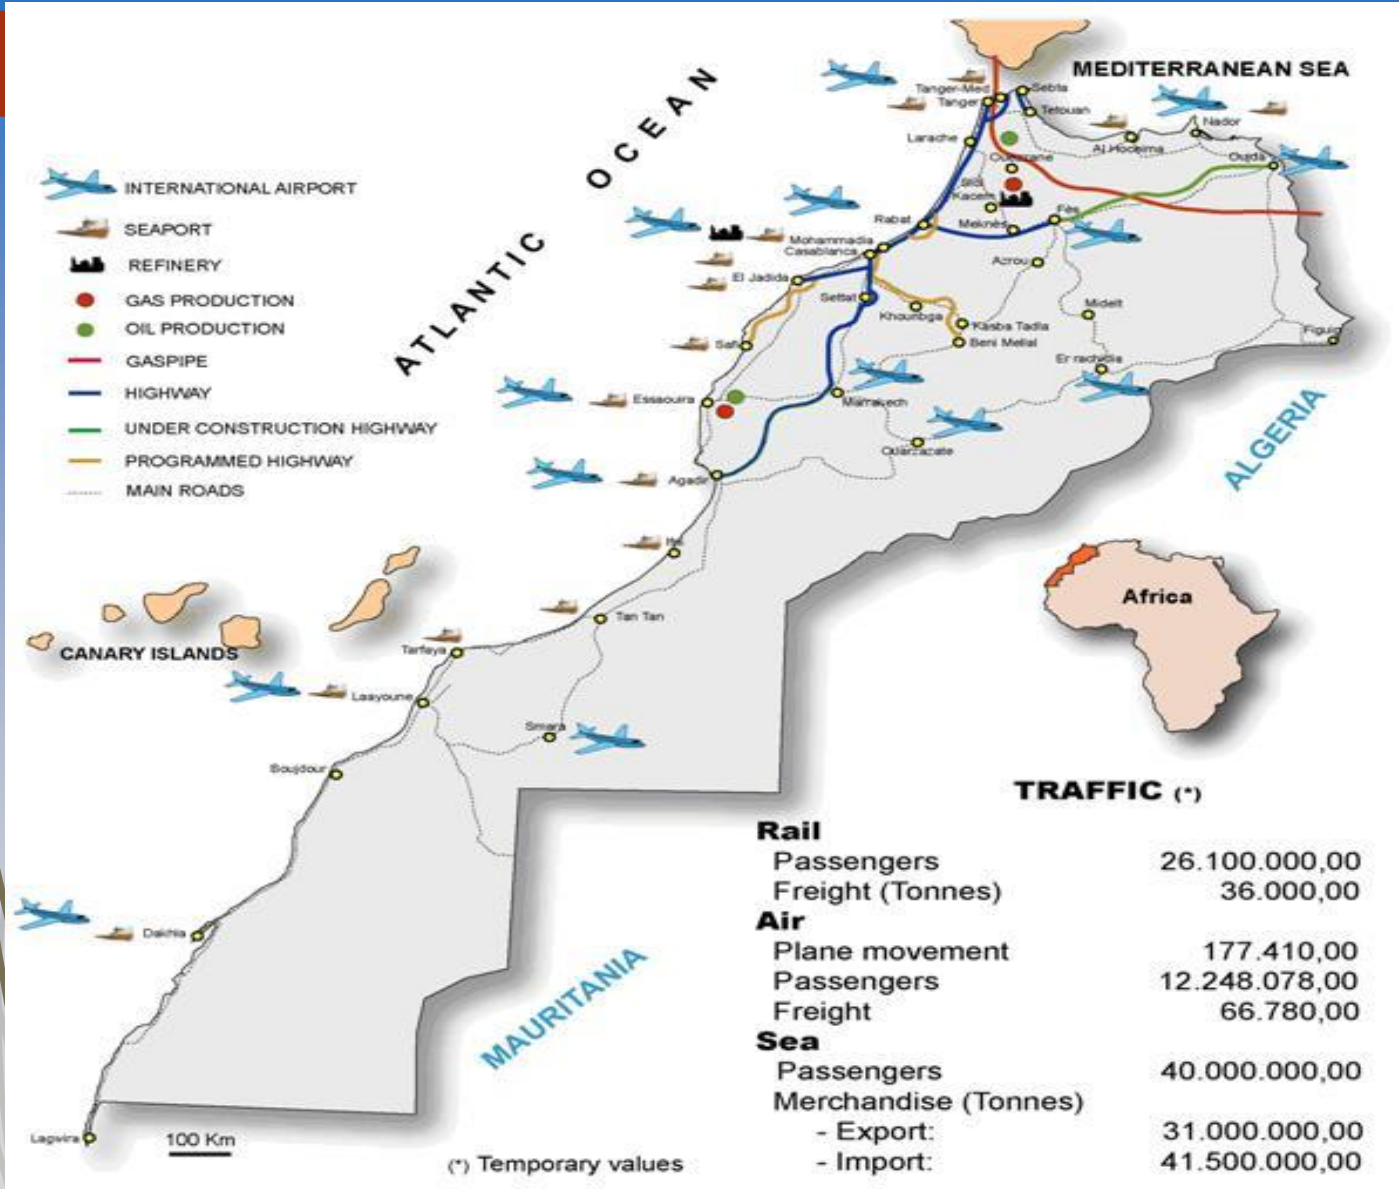 MEDITERRANEAN SEA
ATLANTIC OCEAN
INTERNATIONAL AIRPORT
SEAPORT
REFINERY
GAS PRODUCTION
OIL PRODUCTION
GASPIPE
HIGHWAY
UNDER CONSTRUCTION HIGHWAY
PROGRAMMED HIGHWAY
MAIN ROADS
Tanger-Med
Sebta
Tanger
Tetouan
Nador
Larache
Al Hoceima
Oujda
Kacem
Rabat
Fès
Meknès
Mohammadia
Casablanca
Azrou
El Jadida
Settat
Khouribga
Midelt
Kasba Tadla
Beni Mellal
Safi
Figuig
Er rachidia
Essaouira
Marrakech
Ouarzazate
Agadir
ALGERIA
Africa
Tan Tan
Tarfaya
CANARY ISLANDS
Laayoune
Smara
Boujdour
Dakhla
MAURITANIA
Lagwira
100 Km
(*) Temporary values
TRAFFIC (*)
Rail
Passengers 26.100.000,00
Freight (Tonnes) 36.000,00
Air
Plane movement 177.410,00
Passengers 12.248.078,00
Freight 66.780,00
Sea
Passengers 40.000.000,00
Merchandise (Tonnes)
- Export: 31.000.000,00
- Import: 41.500.000,00